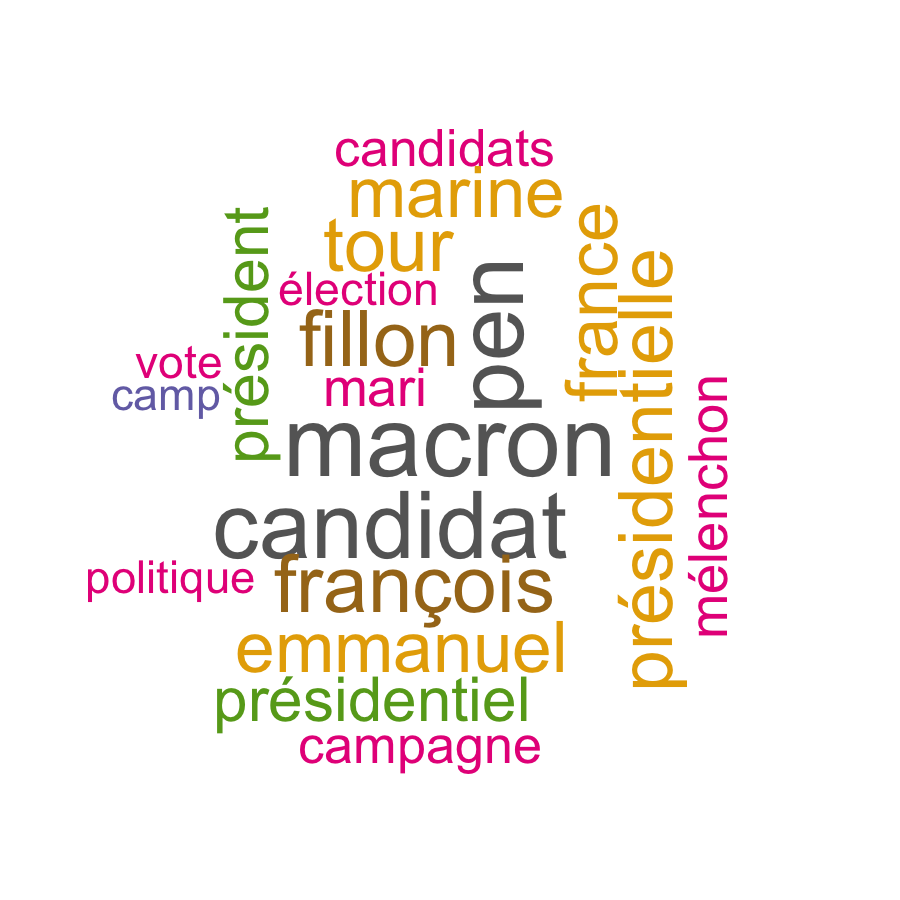 candidats
marine
tour
président
france
pen
présidentielle
élection
fillon
vote
mari
camp
mélenchon
macron
candidat
politique
françois
emmanuel
présidentiel
campagne